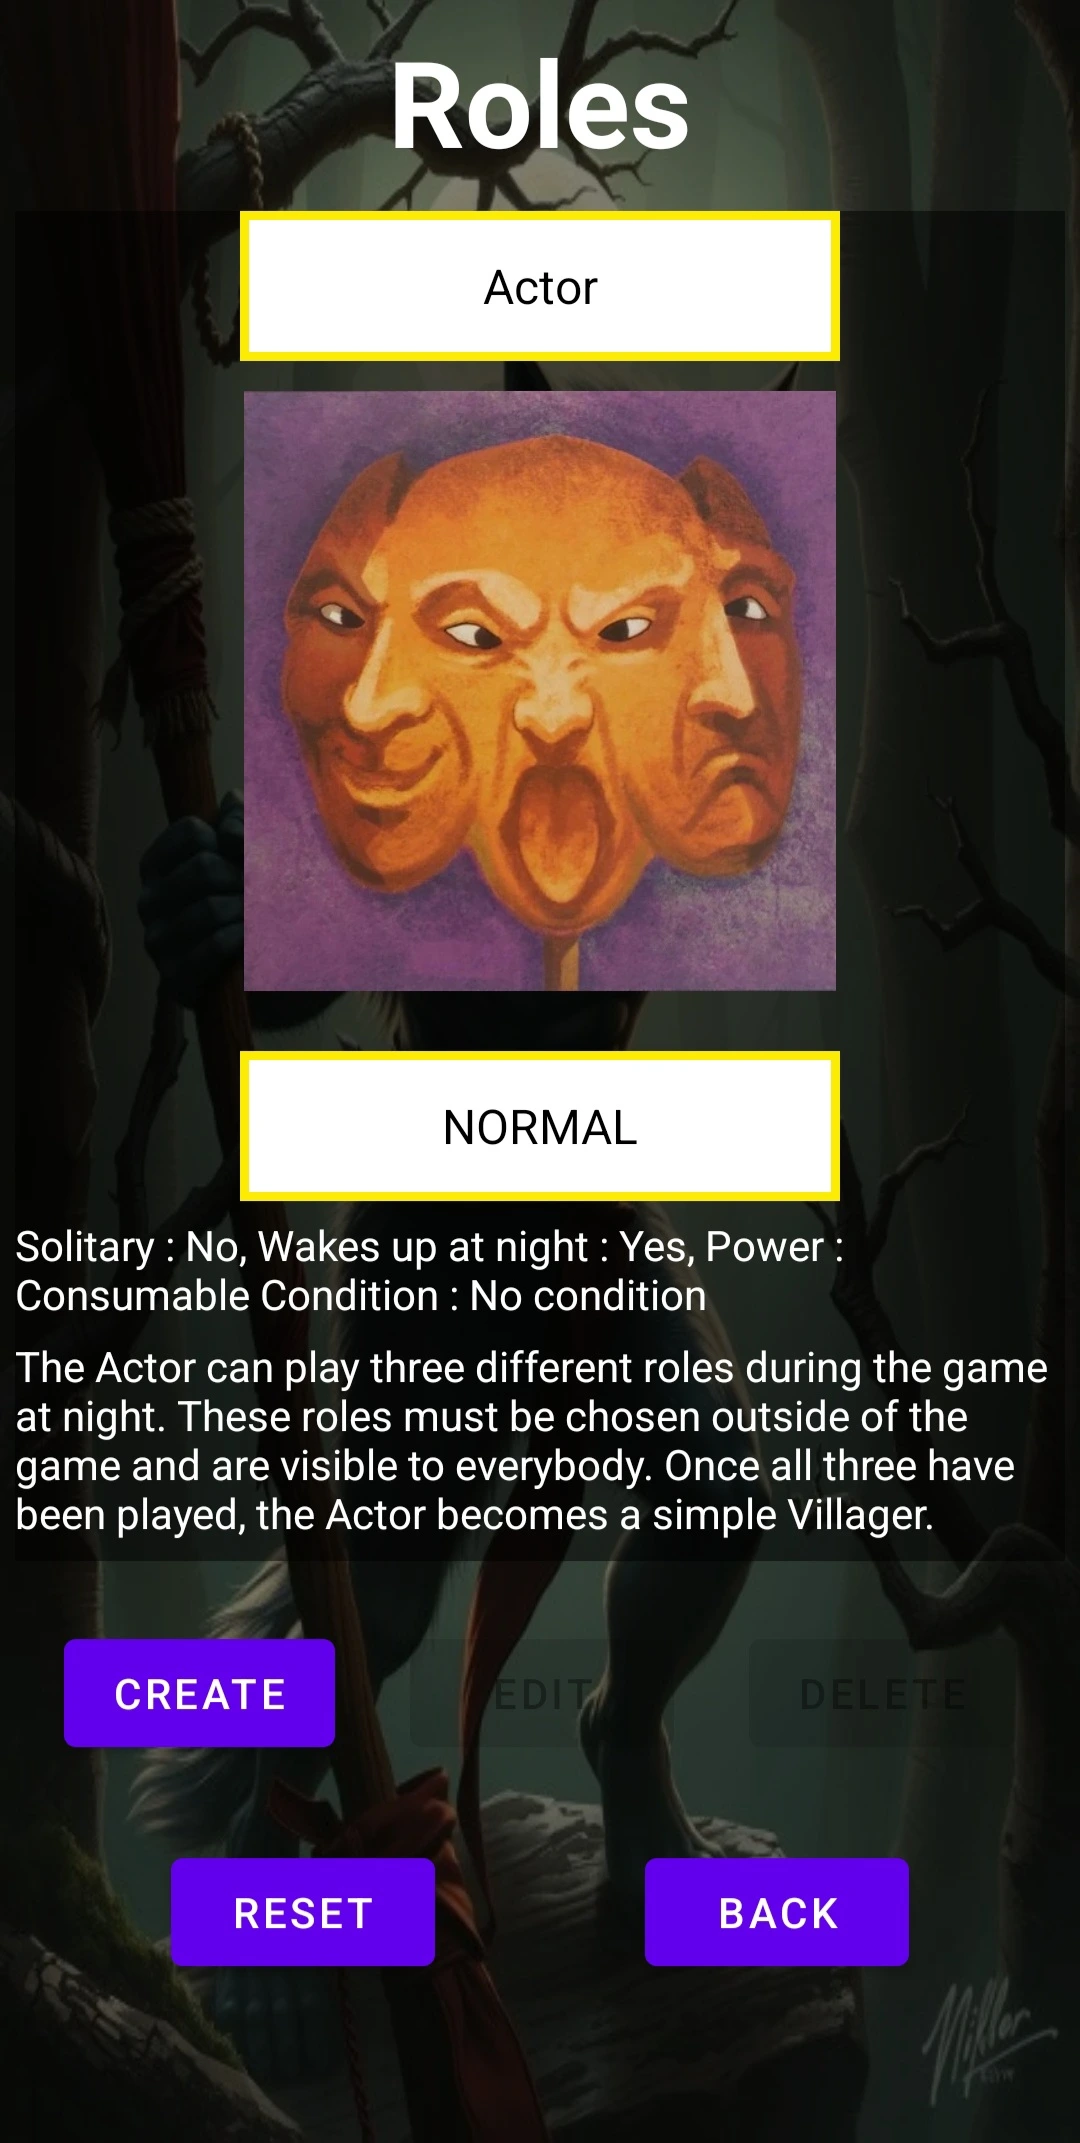 Roles
Actor
NORMAL
Solitary : No, Wakes up at night : Yes, Power :
Consumable Condition : No condition
The Actor can play three different roles during the game
at night. These roles must be chosen outside of the
game and are visible to everybody. Once all three have
been played, the Actor becomes a simple Villager.
CREATE
EDIT
DELETE
RESET
BACK